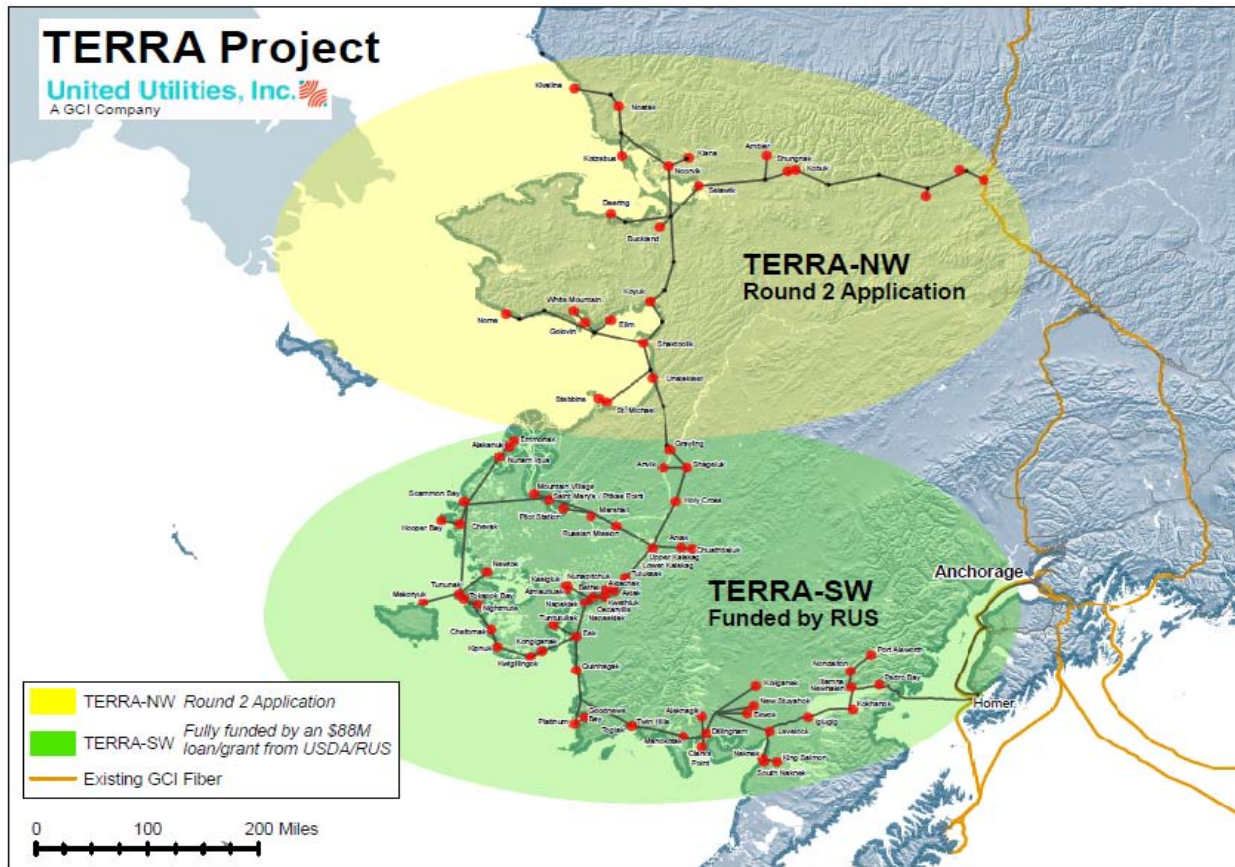 TERRA Project
United Utilities, Inc.
A GCI Company
Kivalina
Noatak
Kotzebue
Kiana
Noorvik
Selawik
Ambler
Shungnak
Kobuk
Deering
Buckland
TERRA-NW
Round 2 Application
Koyuk
White Mountain
Nome
Golovin
Elim
Shaktoolik
Unalakleet
Stebbins
St. Michael
Grayling
Anvik
Shageluk
Holy Cross
Emmonak
Alakanuk
Nunam Iqua
Mountain Village
Saint Mary's / Pitkas Point
Scammon Bay
Pilot Station
Marshall
Hooper Bay
Chevak
Russian Mission
Aniak
Chuathbaluk
Upper Kalskag
Lower Kalskag
Tuluksak
Newtok
Nunapitchuk
Kasigluk
Atmautluak
Bethel
Akiachak
Akiak
Kwethluk
Oscarville
Napaskiak
Napakiak
Tuntutuliak
Tununak
Mekoryuk
Toksook Bay
Nightmute
Chefornak
Kipnuk
Kongiganak
Kwigillingok
Eek
Quinhagak
TERRA-SW
Funded by RUS
Anchorage
Port Alsworth
Nondalton
Iliamna
Newhalen
Pedro Bay
Kokhanok
Homer
Koliganek
New Stuyahok
Ekwok
Igiugig
Levelock
Aleknagik
Dillingham
Clarks
Point
Manokotak
Twin Hills
Togiak
Goodnews
Bay
Platinum
Naknek
King Salmon
South Naknek
TERRA-NW Round 2 Application
TERRA-SW Fully funded by an $88M
loan/grant from USDA/RUS
Existing GCI Fiber
0 100 200 Miles